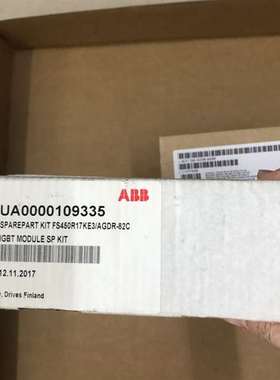 ABB
UA0000109335
SPAREPART KIT FS450R17KE3/AGDR-82C
IGBT MODULE SP KIT
12.11.2017
, Drives Finland